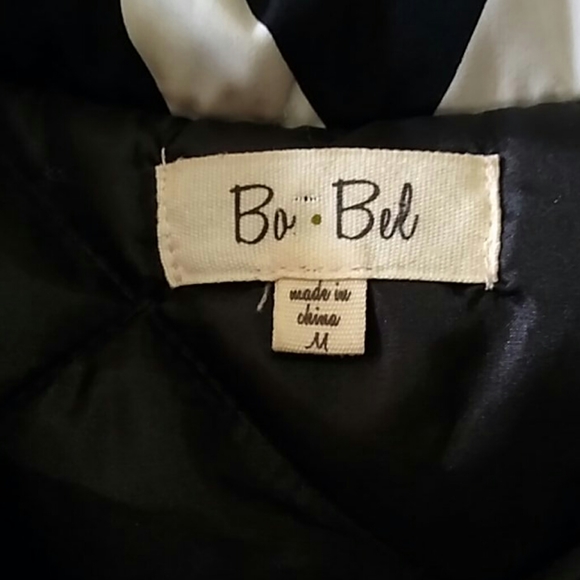 Bo • Bel
made in
china
M